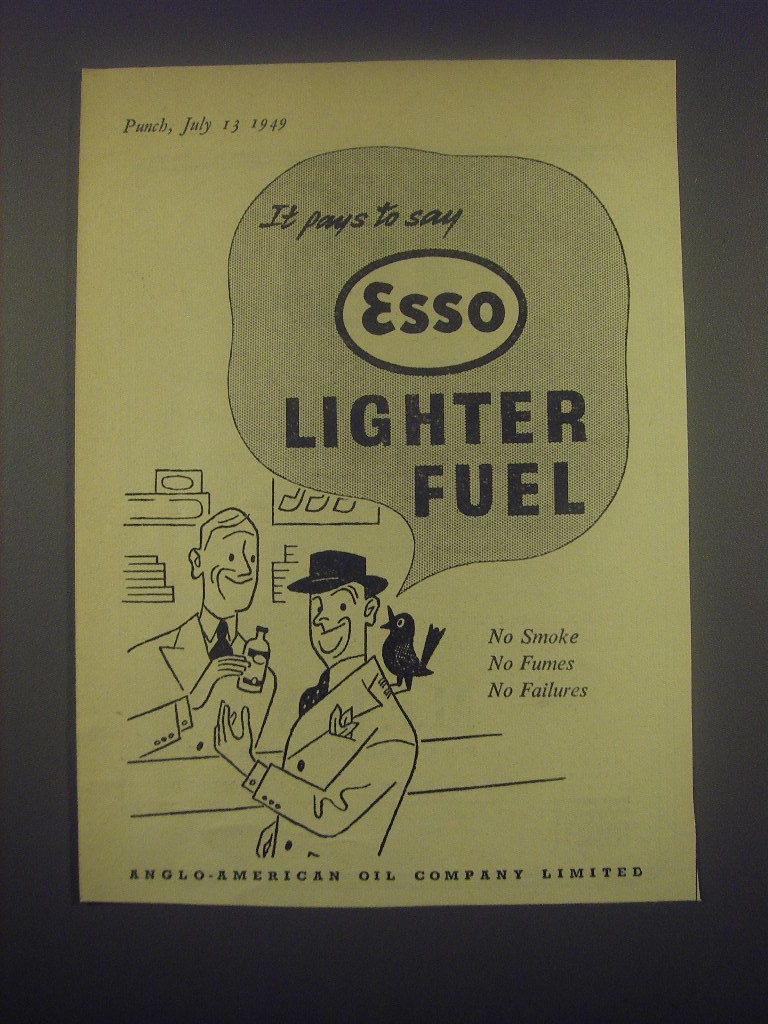 Punch, July 13 1949
It pays to say
Esso
LIGHTER
FUEL
No Smoke
No Fumes
No Failures
ANGLO-AMERICAN OIL COMPANY LIMITED